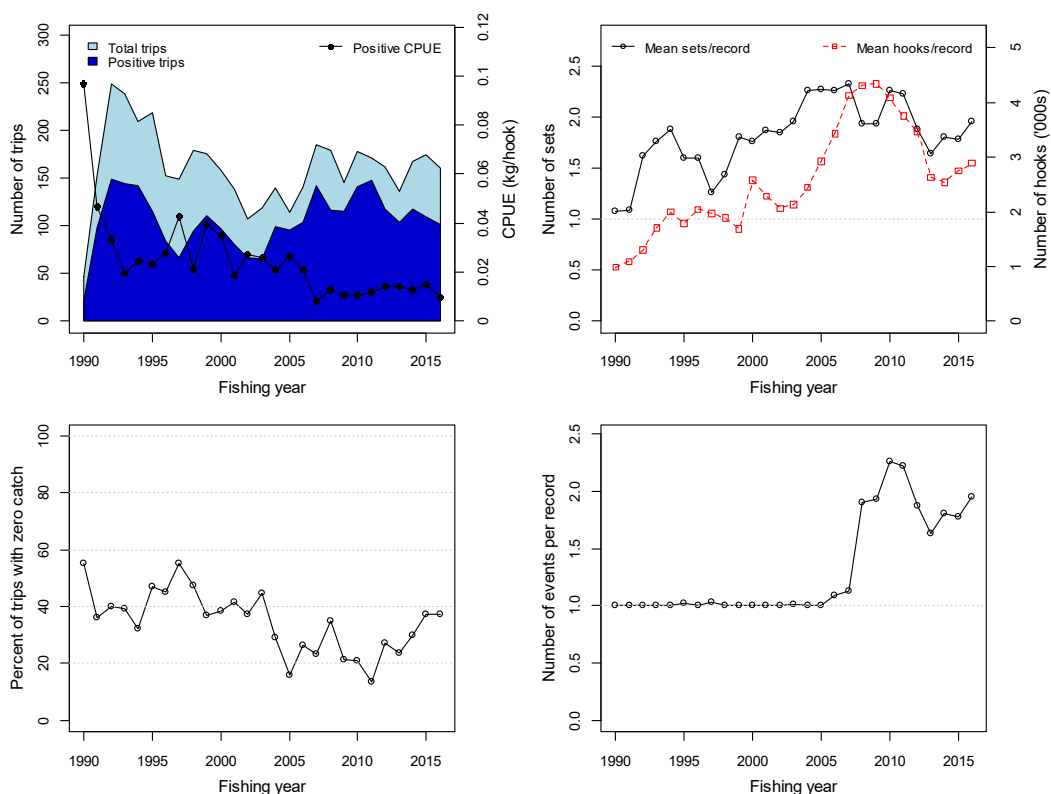 Total trips
Positive trips
Positive CPUE
Number of trips
0 50 100 150 200 250 300
CPUE (kg/hook)
0 0.02 0.04 0.06 0.08 0.1 0.12
1990 1995 2000 2005 2010 2015
Fishing year
Mean sets/record
Mean hooks/record
Number of sets
0.0 0.5 1.0 1.5 2.0 2.5
Number of hooks ('000s)
0 1 2 3 4 5
1990 1995 2000 2005 2010 2015
Fishing year
Percent of trips with zero catch
0 20 40 60 80 100
1990 1995 2000 2005 2010 2015
Fishing year
Number of events per record
0.0 0.5 1.0 1.5 2.0 2.5
1990 1995 2000 2005 2010 2015
Fishing year